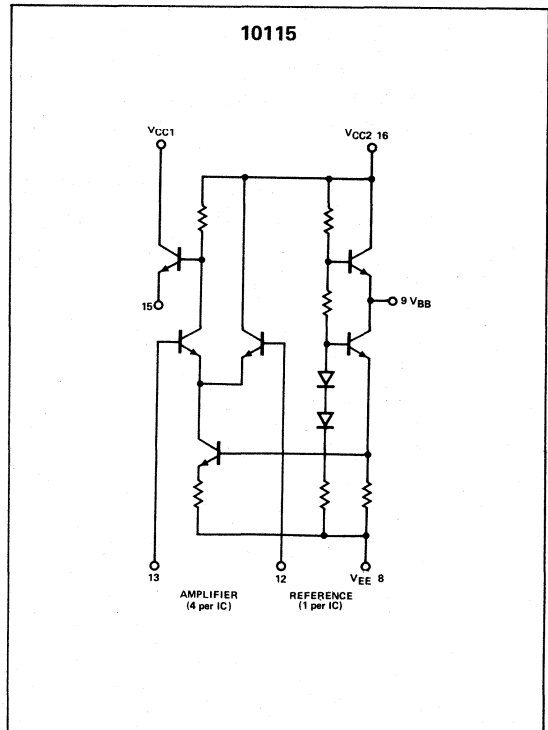 10115
VCC1
VCC2 16
15
9 VBB
13
12
VEE 8
AMPLIFIER
(4 per IC)
REFERENCE
(1 per IC)